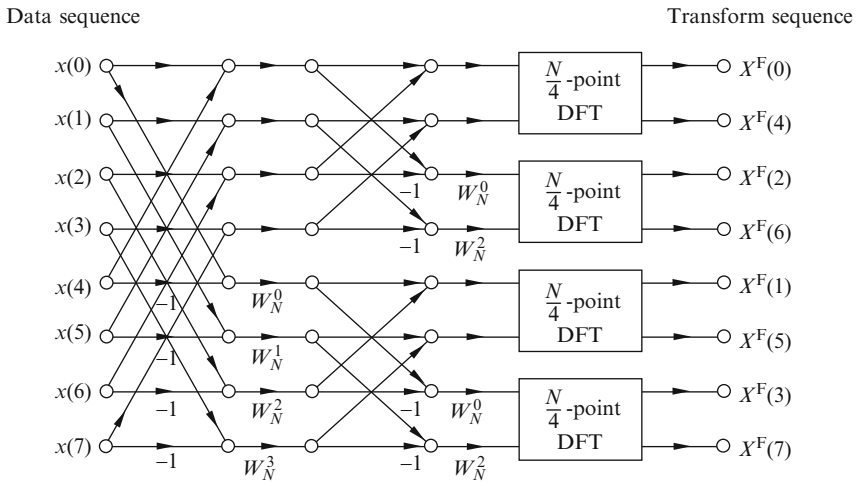 Data sequence Transform sequence
x(0) N/4 -point DFT X^F(0)
x(1) X^F(4)
x(2) −1 W_N^0 N/4 -point DFT X^F(2)
x(3) −1 W_N^2 X^F(6)
x(4) −1 W_N^0 N/4 -point DFT X^F(1)
x(5) −1 W_N^1 X^F(5)
x(6) −1 W_N^2 −1 W_N^0 N/4 -point DFT X^F(3)
x(7) −1 W_N^3 −1 W_N^2 X^F(7)